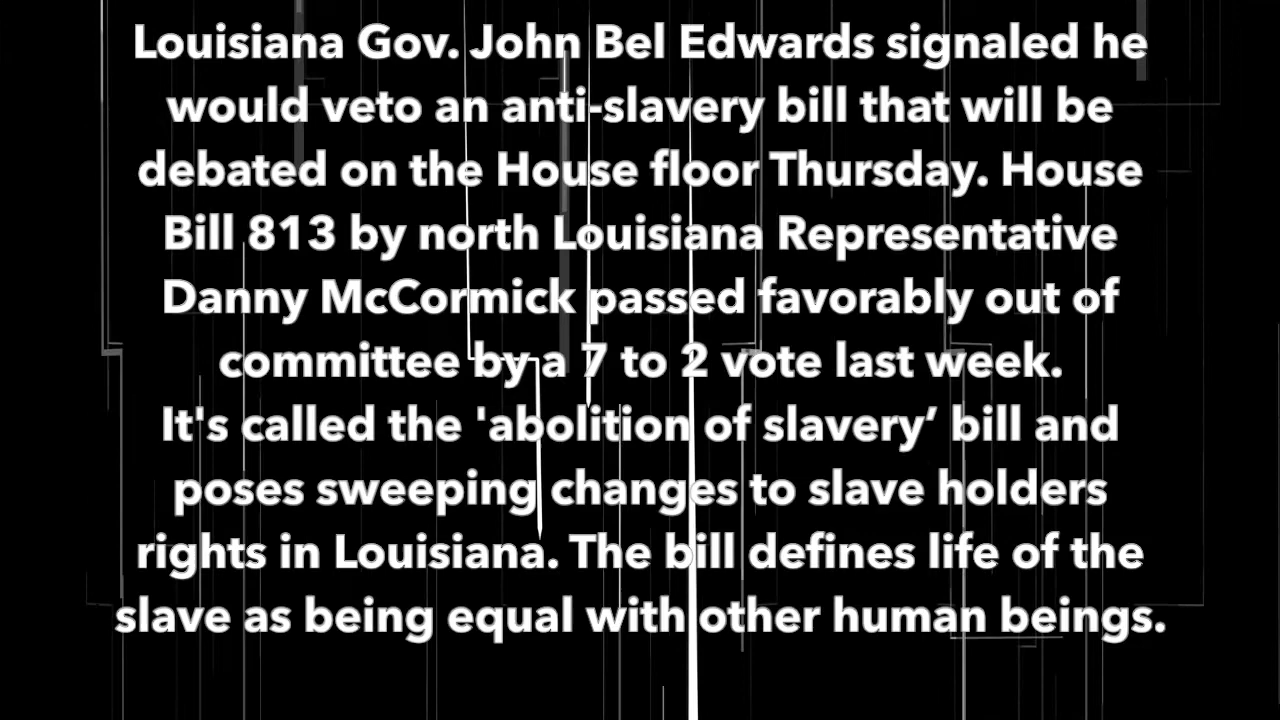 Louisiana Gov. John Bel Edwards signaled he
would veto an anti-slavery bill that will be
debated on the House floor Thursday. House
Bill 813 by north Louisiana Representative
Danny McCormick passed favorably out of
committee by a 7 to 2 vote last week.
It's called the 'abolition of slavery’ bill and
poses sweeping changes to slave holders
rights in Louisiana. The bill defines life of the
slave as being equal with other human beings.